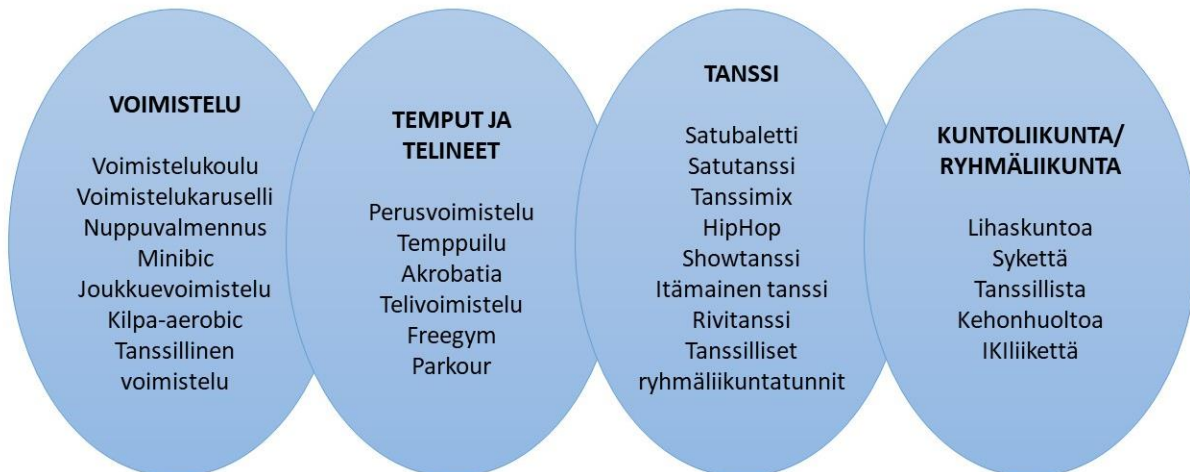 VOIMISTELU
Voimistelukoulu
Voimistelukaruselli
Nuppuvalmennus
Minibic
Joukkuevoimistelu
Kilpa-aerobic
Tanssillinen
voimistelu
TEMPUT JA
TELINEET
Perusvoimistelu
Temppuilu
Akrobatia
Telivoimistelu
Freegym
Parkour
TANSSI
Satubaletti
Satutanssi
Tanssimix
HipHop
Showtanssi
Itämainen tanssi
Rivitanssi
Tanssilliset
ryhmäliikuntatunnit
KUNTOLIIKUNTA/
RYHMÄLIIKUNTA
Lihaskuntoa
Sykettä
Tanssillista
Kehonhuoltoa
IKIliikettä